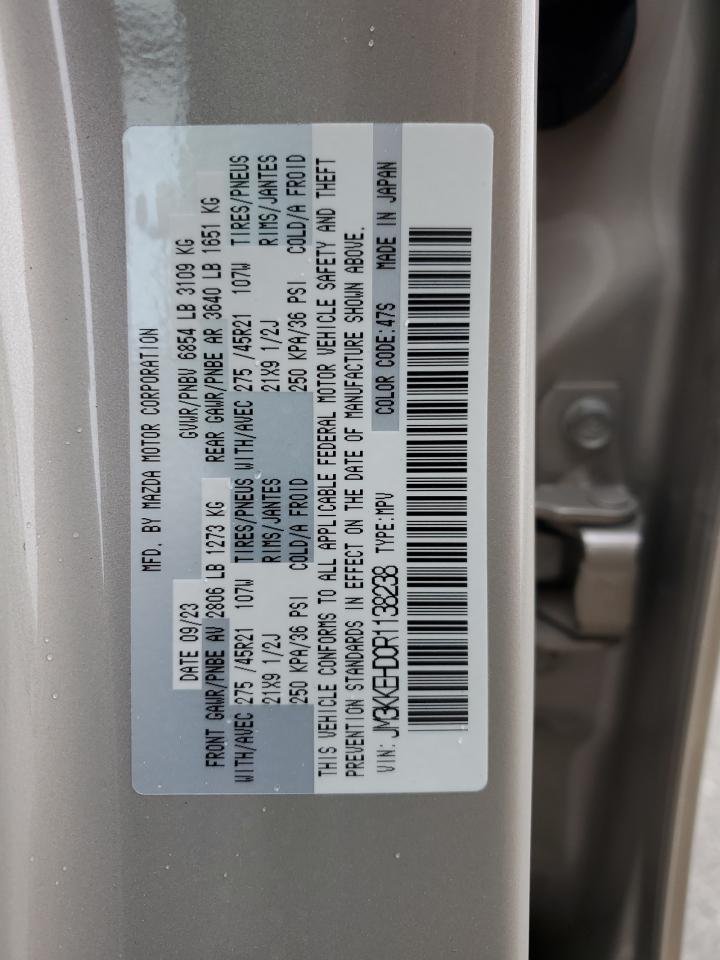 MFD. BY MAZDA MOTOR CORPORATION
DATE 09/23 GVWR/PNBV 6854 LB 3109 KG
FRONT GAWR/PNBE AV 2806 LB 1273 KG REAR GAWR/PNBE AR 3640 LB 1651 KG
WITH/AVEC 275 /45R21 107W TIRES/PNEUS WITH/AVEC 275 /45R21 107W TIRES/PNEUS
21X9 1/2J RIMS/JANTES 21X9 1/2J RIMS/JANTES
250 KPA/36 PSI COLD/A FROID 250 KPA/36 PSI COLD/A FROID
THIS VEHICLE CONFORMS TO ALL APPLICABLE FEDERAL MOTOR VEHICLE SAFETY AND THEFT
PREVENTION STANDARDS IN EFFECT ON THE DATE OF MANUFACTURE SHOWN ABOVE.
VIN: JM3KKEHD0R1138238 TYPE:MPV COLOR CODE:47S MADE IN JAPAN